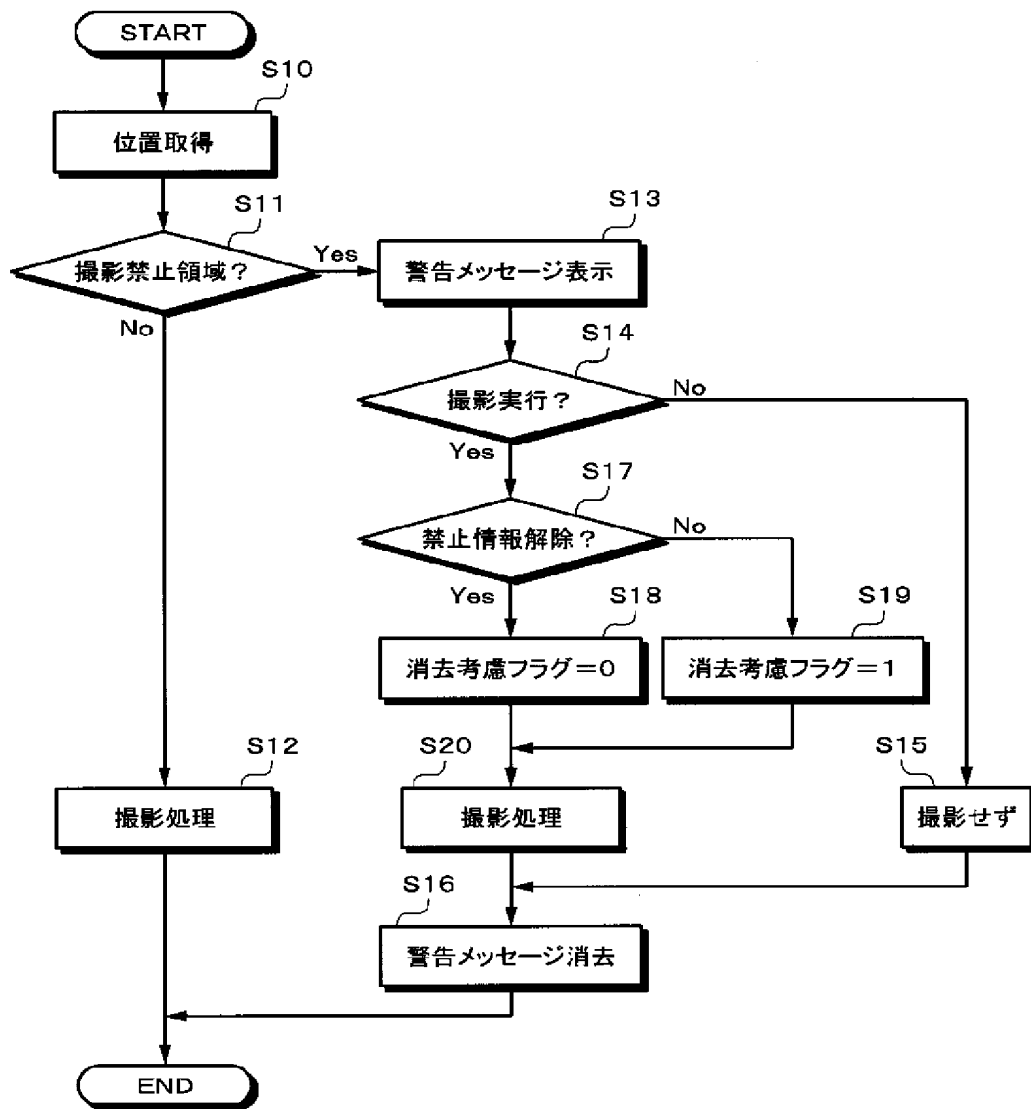 START
S10
位置取得
S11
撮影禁止領域?
Yes
No
S13
警告メッセージ表示
S14
撮影実行?
No
Yes
S17
禁止情報解除?
No
Yes
S18
消去考慮フラグ=0
S19
消去考慮フラグ=1
S12
撮影処理
S20
撮影処理
S15
撮影せず
S16
警告メッセージ消去
END